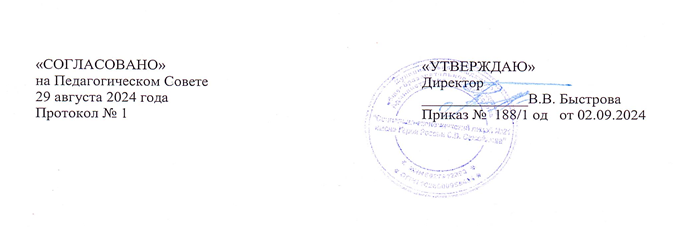 «СОГЛАСОВАНО»
на Педагогическом Совете
29 августа 2024 года
Протокол № 1
«УТВЕРЖДАЮ»
Директор
В.В. Быстрова
Приказ № 188/1 од от 02.09.2024